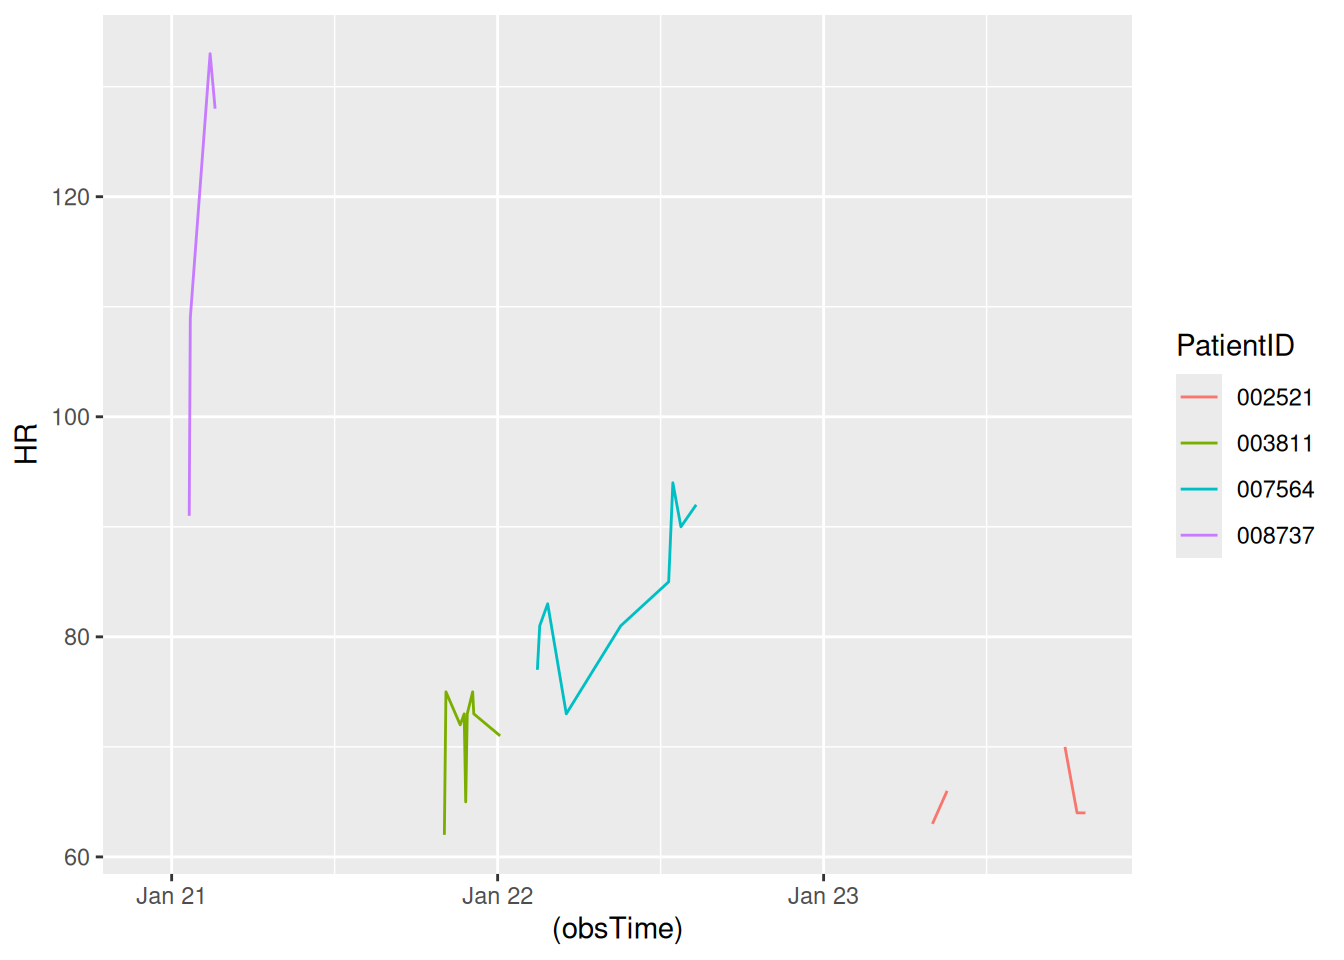 120
100
80
60
HR
Jan 21
Jan 22
Jan 23
(obsTime)
PatientID
002521
003811
007564
008737